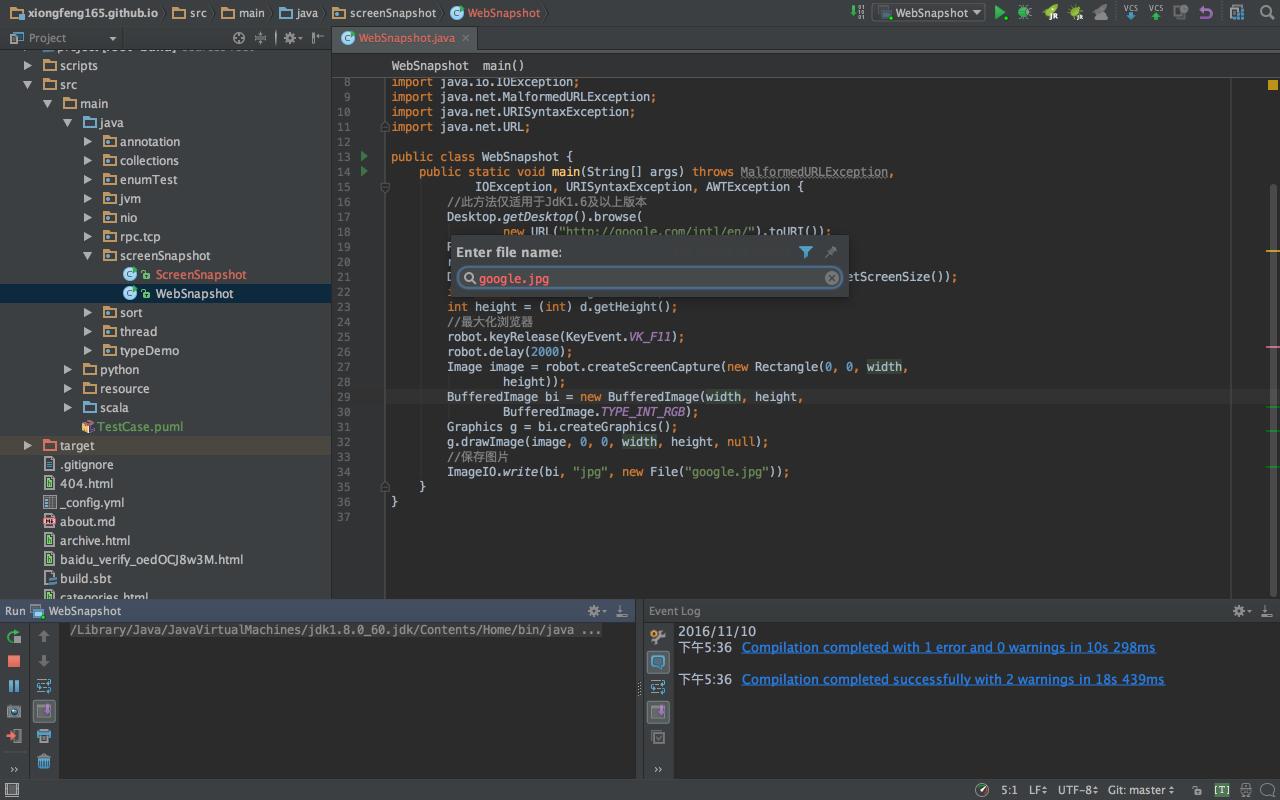 xiongfeng165.github.io src main java screenSnapshot WebSnapshot
WebSnapshot
Project
WebSnapshot.java
scripts
src
main
java
annotation
collections
enumTest
jvm
nio
rpc.tcp
screenSnapshot
ScreenSnapshot
WebSnapshot
sort
thread
typeDemo
python
resource
scala
TestCase.puml
target
.gitignore
404.html
_config.yml
about.md
archive.html
baidu_verify_oedOCJ8w3M.html
build.sbt
categories.html
WebSnapshot main()
8 import java.io.IOException;
9 import java.net.MalformedURLException;
10 import java.net.URISyntaxException;
11 import java.net.URL;
12
13 public class WebSnapshot {
14 public static void main(String[] args) throws MalformedURLException,
15 IOException, URISyntaxException, AWTException {
16 //此方法仅适用于JdK1.6及以上版本
17 Desktop.getDesktop().browse(
18 new URL("http://google.com/intl/en/").toURI());
19
20
21 getScreenSize());
22
23 int height = (int) d.getHeight();
24 //最大化浏览器
25 robot.keyRelease(KeyEvent.VK_F11);
26 robot.delay(2000);
27 Image image = robot.createScreenCapture(new Rectangle(0, 0, width,
28 height));
29 BufferedImage bi = new BufferedImage(width, height,
30 BufferedImage.TYPE_INT_RGB);
31 Graphics g = bi.createGraphics();
32 g.drawImage(image, 0, 0, width, height, null);
33 //保存图片
34 ImageIO.write(bi, "jpg", new File("google.jpg"));
35 }
36 }
37
Enter file name:
google.jpg
Run WebSnapshot
/Library/Java/JavaVirtualMachines/jdk1.8.0_60.jdk/Contents/Home/bin/java ...
Event Log
2016/11/10
下午5:36 Compilation completed with 1 error and 0 warnings in 10s 298ms
下午5:36 Compilation completed successfully with 2 warnings in 18s 439ms
5:1 LF UTF-8 Git: master [T]